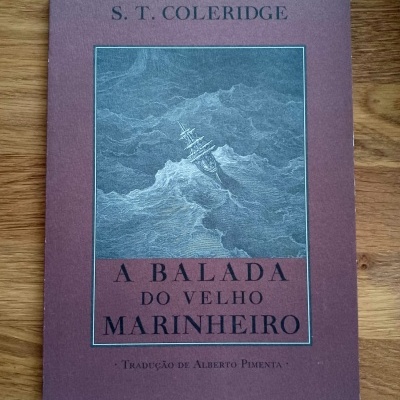 S. T. COLERIDGE
A BALADA
DO VELHO
MARINHEIRO
· TRADUÇÃO DE ALBERTO PIMENTA ·